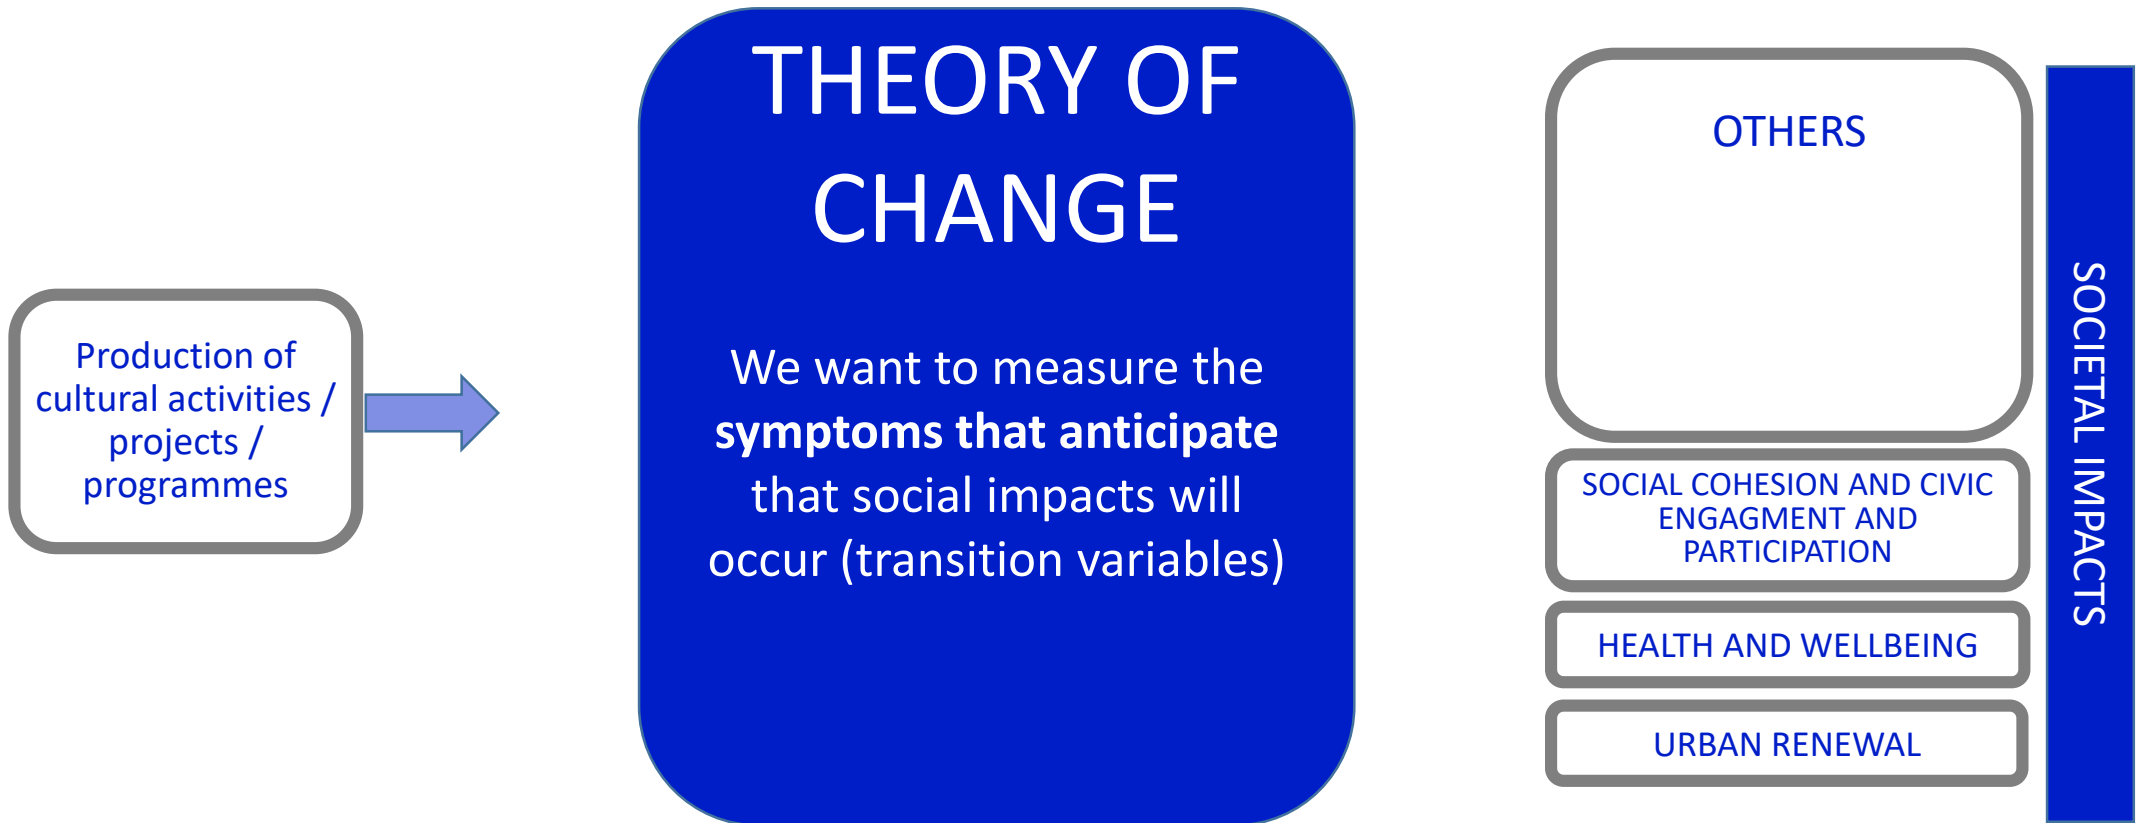 Production of
cultural activities /
projects /
programmes
THEORY OF
CHANGE
We want to measure the
symptoms that anticipate
that social impacts will
occur (transition variables)
OTHERS
SOCIAL COHESION AND CIVIC
ENGAGMENT AND
PARTICIPATION
HEALTH AND WELLBEING
URBAN RENEWAL
SOCIETAL IMPACTS